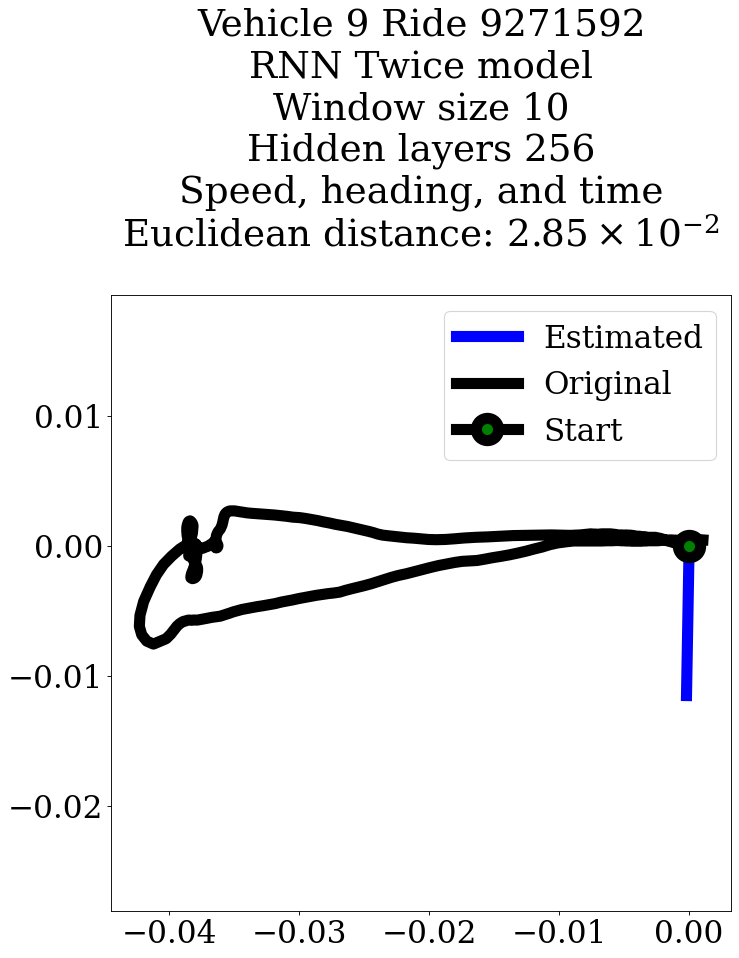 Vehicle 9 Ride 9271592
RNN Twice model
Window size 10
Hidden layers 256
Speed, heading, and time
Euclidean distance: 2.85 × 10⁻²
Estimated
Original
Start
0.01
0.00
−0.01
−0.02
−0.04 −0.03 −0.02 −0.01 0.00